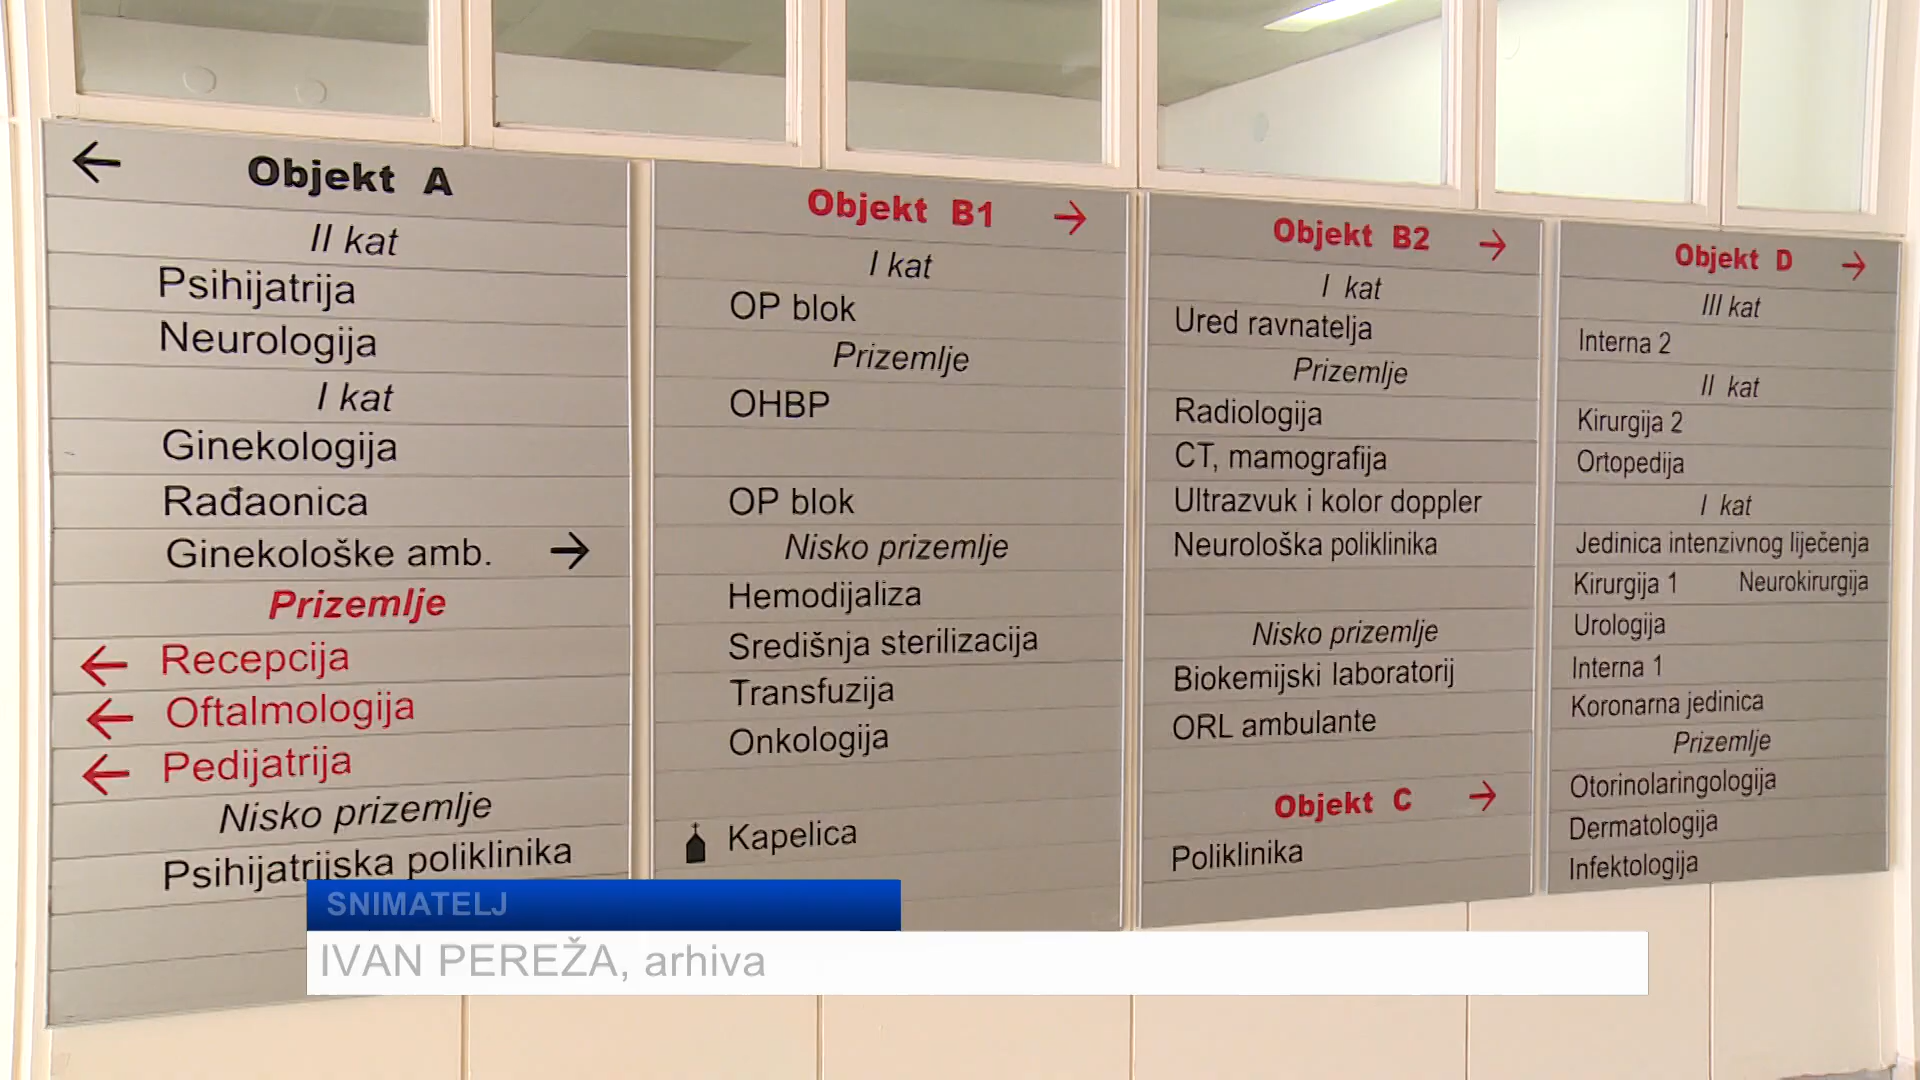 ← Objekt A
II kat
Psihijatrija
Neurologija
I kat
Ginekologija
Rađaonica
Ginekološke amb. →
Prizemlje
← Recepcija
← Oftalmologija
← Pedijatrija
Nisko prizemlje
Psihijatrijska poliklinika
Objekt B1 →
I kat
OP blok
Prizemlje
OHBP
OP blok
Nisko prizemlje
Hemodijaliza
Središnja sterilizacija
Transfuzija
Onkologija
Kapelica
Objekt B2 →
I kat
Ured ravnatelja
Prizemlje
Radiologija
CT, mamografija
Ultrazvuk i kolor doppler
Neurološka poliklinika
Nisko prizemlje
Biokemijski laboratorij
ORL ambulante
Objekt C →
Poliklinika
Objekt D →
III kat
Interna 2
II kat
Kirurgija 2
Ortopedija
I kat
Jedinica intenzivnog liječenja
Kirurgija 1 Neurokirurgija
Urologija
Interna 1
Koronarna jedinica
Prizemlje
Otorinolaringologija
Dermatologija
Infektologija
SNIMATELJ
IVAN PEREŽA, arhiva